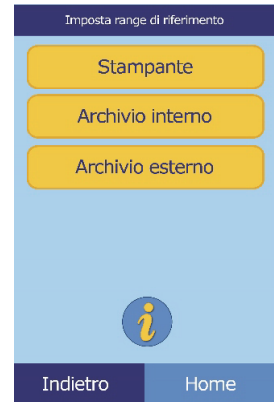 Imposta range di riferimento
Stampante
Archivio interno
Archivio esterno
i
Indietro Home